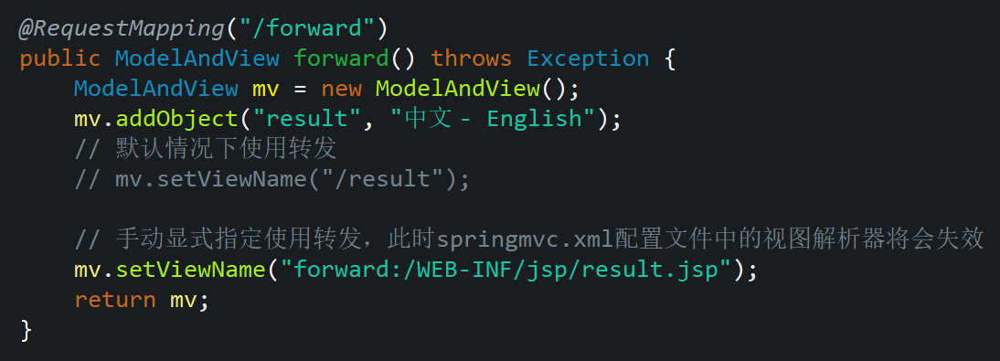 @RequestMapping("/forward")
public ModelAndView forward() throws Exception {
    ModelAndView mv = new ModelAndView();
    mv.addObject("result", "中文 - English");
    // 默认情况下使用转发
    // mv.setViewName("/result");

    // 手动显式指定使用转发，此时springmvc.xml配置文件中的视图解析器将会失效
    mv.setViewName("forward:/WEB-INF/jsp/result.jsp");
    return mv;
}